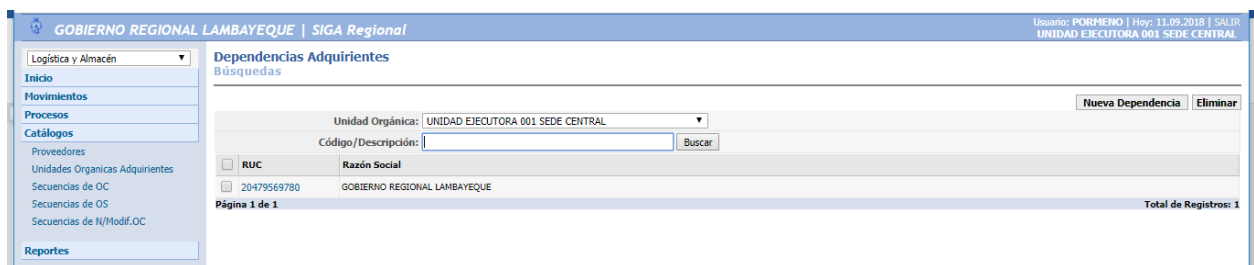 GOBIERNO REGIONAL LAMBAYEQUE | SIGA Regional
Usuario: PORMENO | Hoy: 11.09.2018 | SALIR
UNIDAD EJECUTORA 001 SEDE CENTRAL
Logística y Almacén
Inicio
Movimientos
Procesos
Catálogos
Proveedores
Unidades Organicas Adquirientes
Secuencias de OC
Secuencias de OS
Secuencias de N/Modif.OC
Reportes
Dependencias Adquirientes
Búsquedas
Nueva Dependencia Eliminar
Unidad Orgánica: UNIDAD EJECUTORA 001 SEDE CENTRAL
Código/Descripción: Buscar
RUC Razón Social
20479569780 GOBIERNO REGIONAL LAMBAYEQUE
Página 1 de 1 Total de Registros: 1